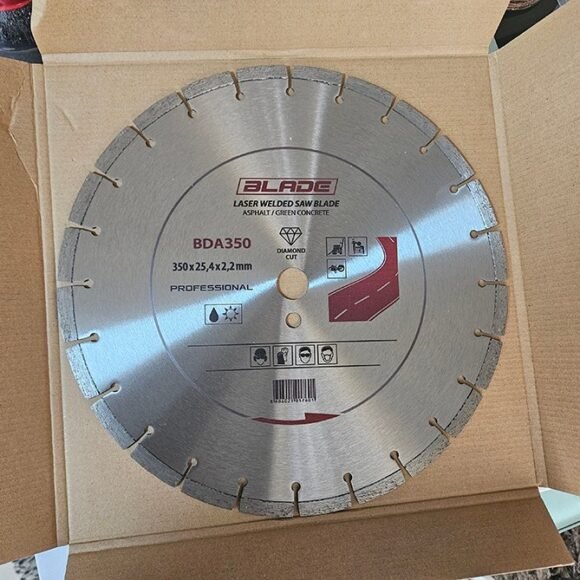 BLADE
LASER WELDED SAW BLADE
ASPHALT / GREEN CONCRETE
BDA350
350 x 25,4 x 2,2 mm
PROFESSIONAL
DIAMOND
CUT